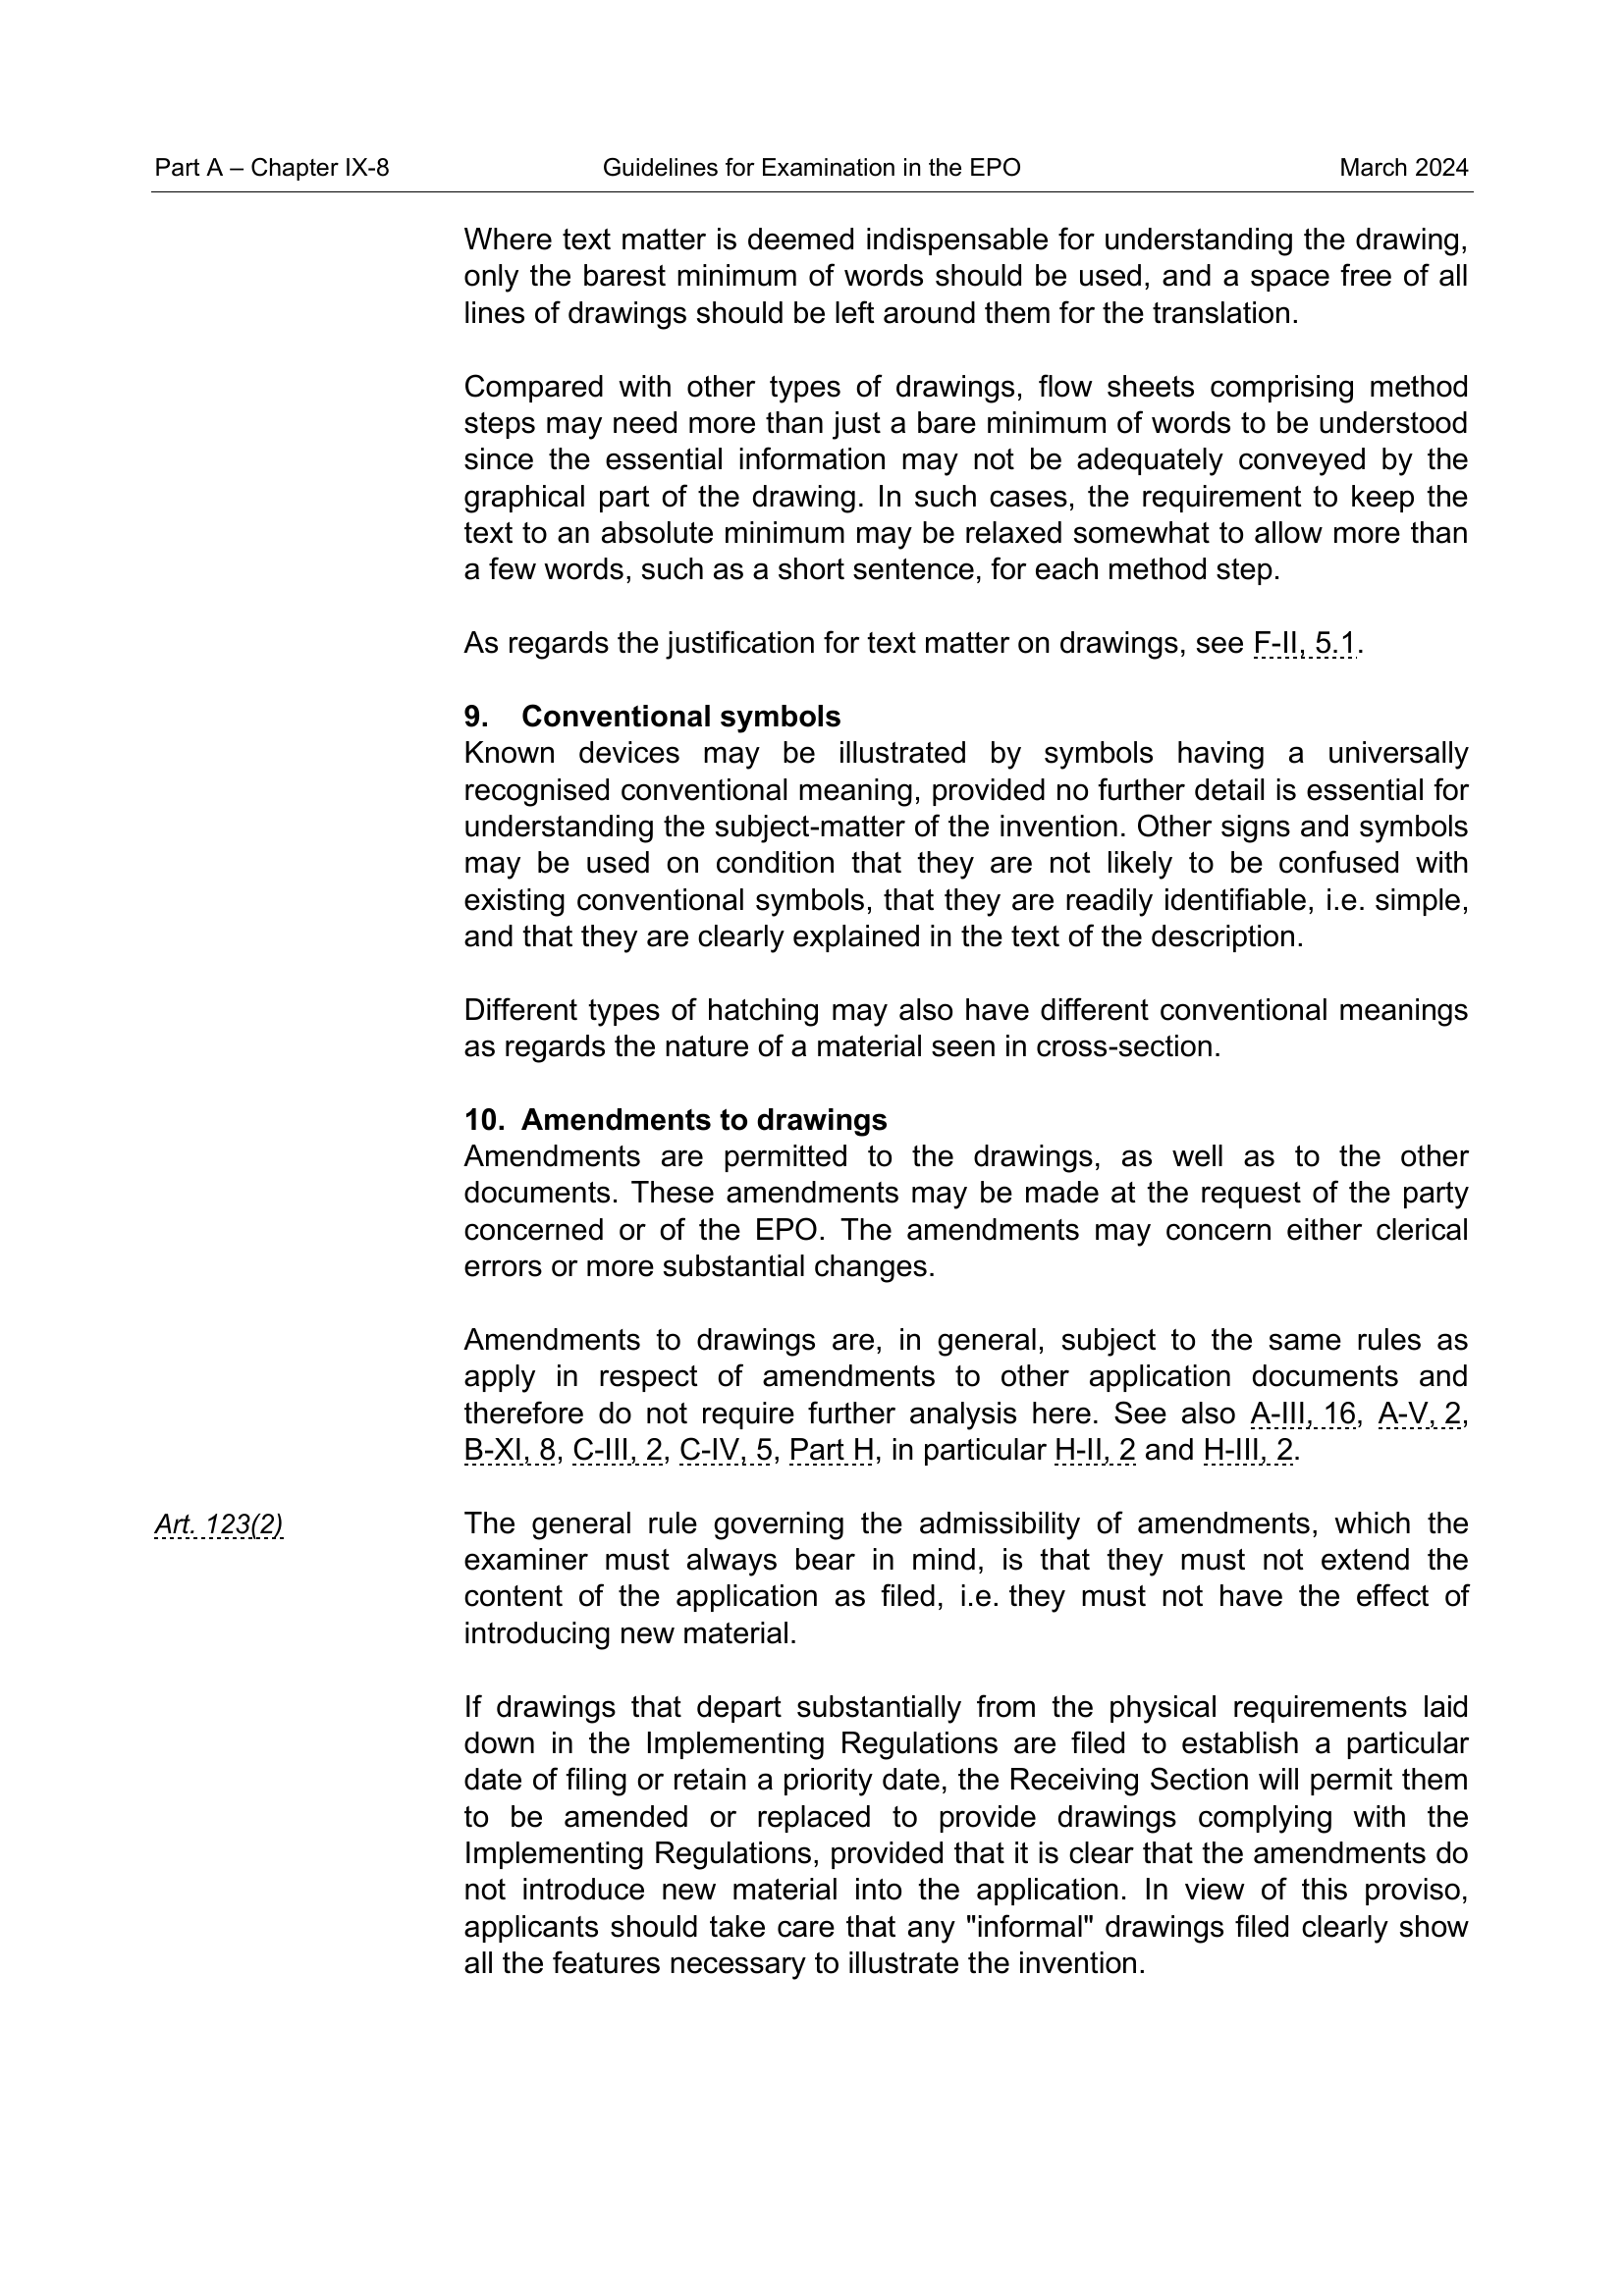 Part A – Chapter IX-8 Guidelines for Examination in the EPO March 2024
Where text matter is deemed indispensable for understanding the drawing,
only the barest minimum of words should be used, and a space free of all
lines of drawings should be left around them for the translation.
Compared with other types of drawings, flow sheets comprising method
steps may need more than just a bare minimum of words to be understood
since the essential information may not be adequately conveyed by the
graphical part of the drawing. In such cases, the requirement to keep the
text to an absolute minimum may be relaxed somewhat to allow more than
a few words, such as a short sentence, for each method step.
As regards the justification for text matter on drawings, see F-II, 5.1.
9. Conventional symbols
Known devices may be illustrated by symbols having a universally
recognised conventional meaning, provided no further detail is essential for
understanding the subject-matter of the invention. Other signs and symbols
may be used on condition that they are not likely to be confused with
existing conventional symbols, that they are readily identifiable, i.e. simple,
and that they are clearly explained in the text of the description.
Different types of hatching may also have different conventional meanings
as regards the nature of a material seen in cross-section.
10. Amendments to drawings
Amendments are permitted to the drawings, as well as to the other
documents. These amendments may be made at the request of the party
concerned or of the EPO. The amendments may concern either clerical
errors or more substantial changes.
Amendments to drawings are, in general, subject to the same rules as
apply in respect of amendments to other application documents and
therefore do not require further analysis here. See also A-III, 16, A-V, 2,
B-XI, 8, C-III, 2, C-IV, 5, Part H, in particular H-II, 2 and H-III, 2.
Art. 123(2) The general rule governing the admissibility of amendments, which the
examiner must always bear in mind, is that they must not extend the
content of the application as filed, i.e. they must not have the effect of
introducing new material.
If drawings that depart substantially from the physical requirements laid
down in the Implementing Regulations are filed to establish a particular
date of filing or retain a priority date, the Receiving Section will permit them
to be amended or replaced to provide drawings complying with the
Implementing Regulations, provided that it is clear that the amendments do
not introduce new material into the application. In view of this proviso,
applicants should take care that any "informal" drawings filed clearly show
all the features necessary to illustrate the invention.